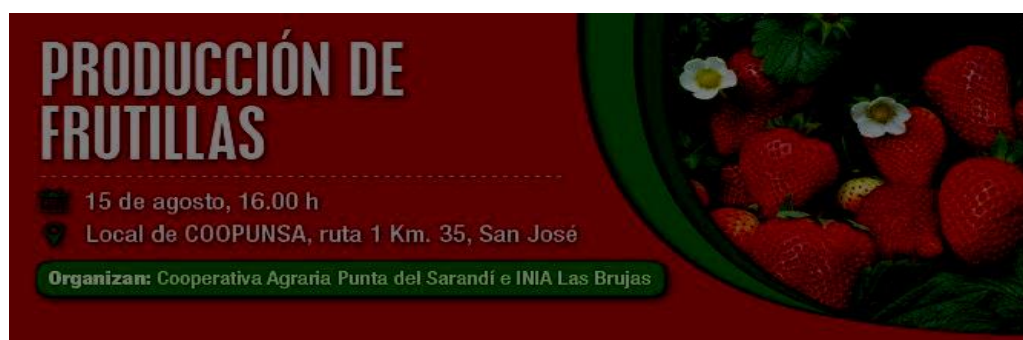 PRODUCCIÓN DE
FRUTILLAS
15 de agosto, 16.00 h
Local de COOPUNSA, ruta 1 Km. 35, San José
Organizan: Cooperativa Agraria Punta del Sarandí e INIA Las Brujas